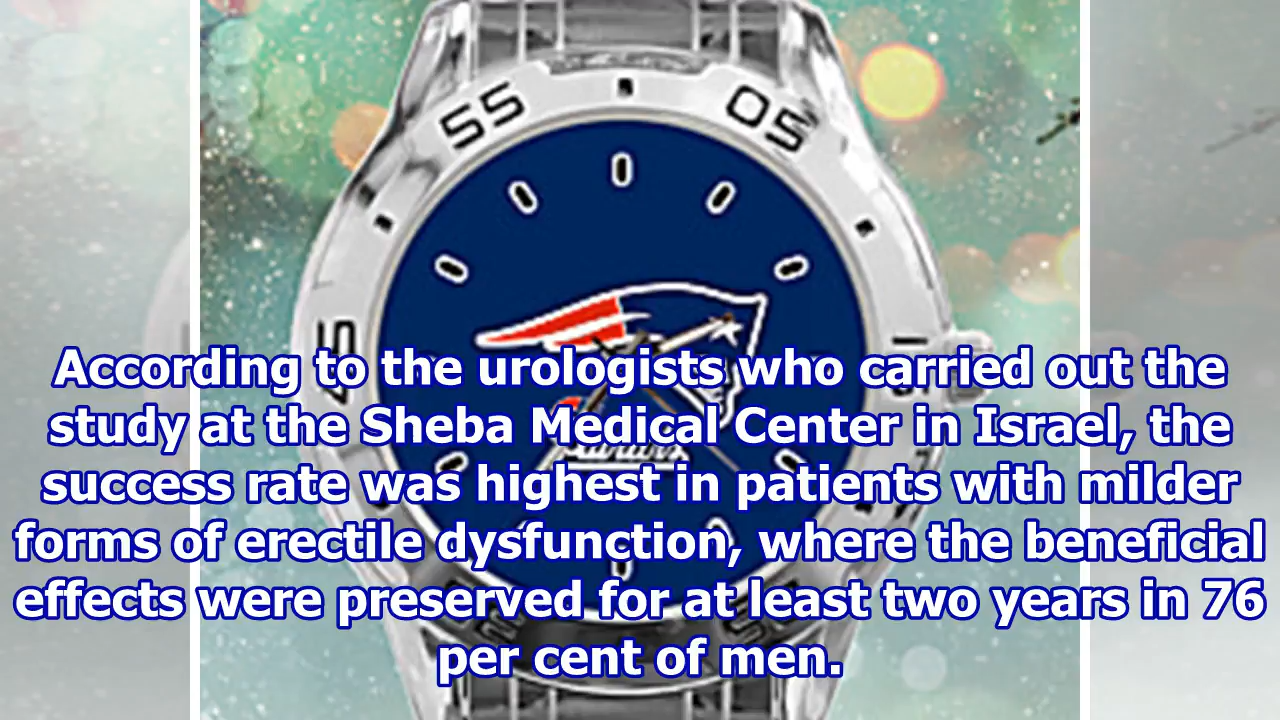 55
05
According to the urologists who carried out the
study at the Sheba Medical Center in Israel, the
success rate was highest in patients with milder
forms of erectile dysfunction, where the beneficial
effects were preserved for at least two years in 76
per cent of men.